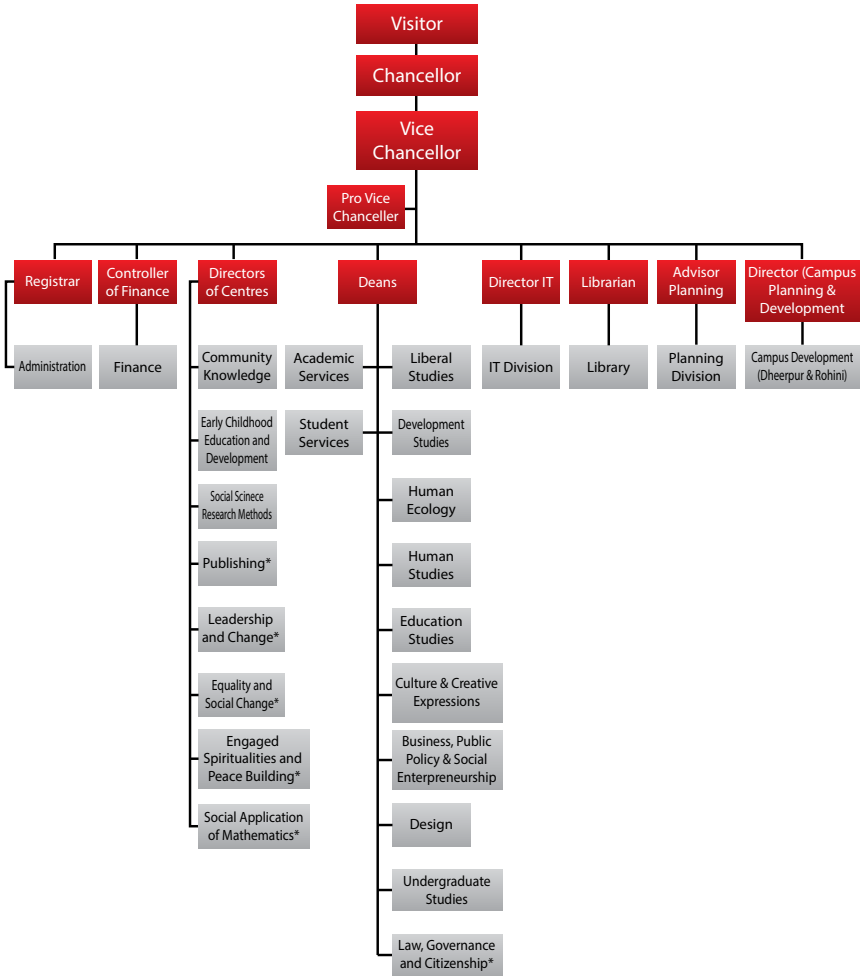 Visitor
Chancellor
Vice
Chancellor
Pro Vice
Chanceller
Registrar
Controller
of Finance
Directors
of Centres
Deans
Director IT
Librarian
Advisor
Planning
Director (Campus
Planning &
Development
Administration
Finance
Community
Knowledge
Academic
Services
Liberal
Studies
IT Division
Library
Planning
Division
Campus Development
(Dheerpur & Rohini)
Early Childhood
Education and
Development
Student
Services
Development
Studies
Social Scinece
Research Methods
Human
Ecology
Publishing*
Human
Studies
Leadership
and Change*
Education
Studies
Equality and
Social Change*
Culture & Creative
Expressions
Engaged
Spiritualities and
Peace Building*
Business, Public
Policy & Social
Enterpreneurship
Social Application
of Mathematics*
Design
Undergraduate
Studies
Law, Governance
and Citizenship*